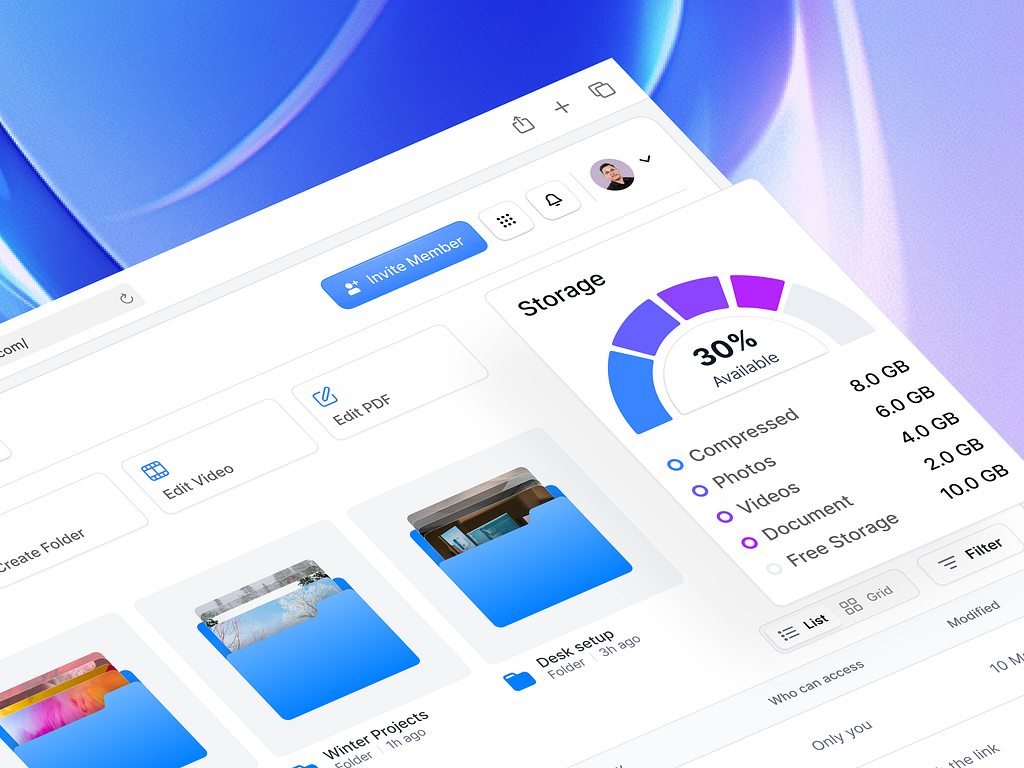 .com/
Invite Member
Storage
30%
Available
Compressed 8.0 GB
Photos 6.0 GB
Videos 4.0 GB
Document 2.0 GB
Free Storage 10.0 GB
Create Folder
Edit Video
Edit PDF
Winter Projects
Folder | 1h ago
Desk setup
Folder | 3h ago
List
Grid
Filter
Who can access
Modified
Only you
10 Ma
the link